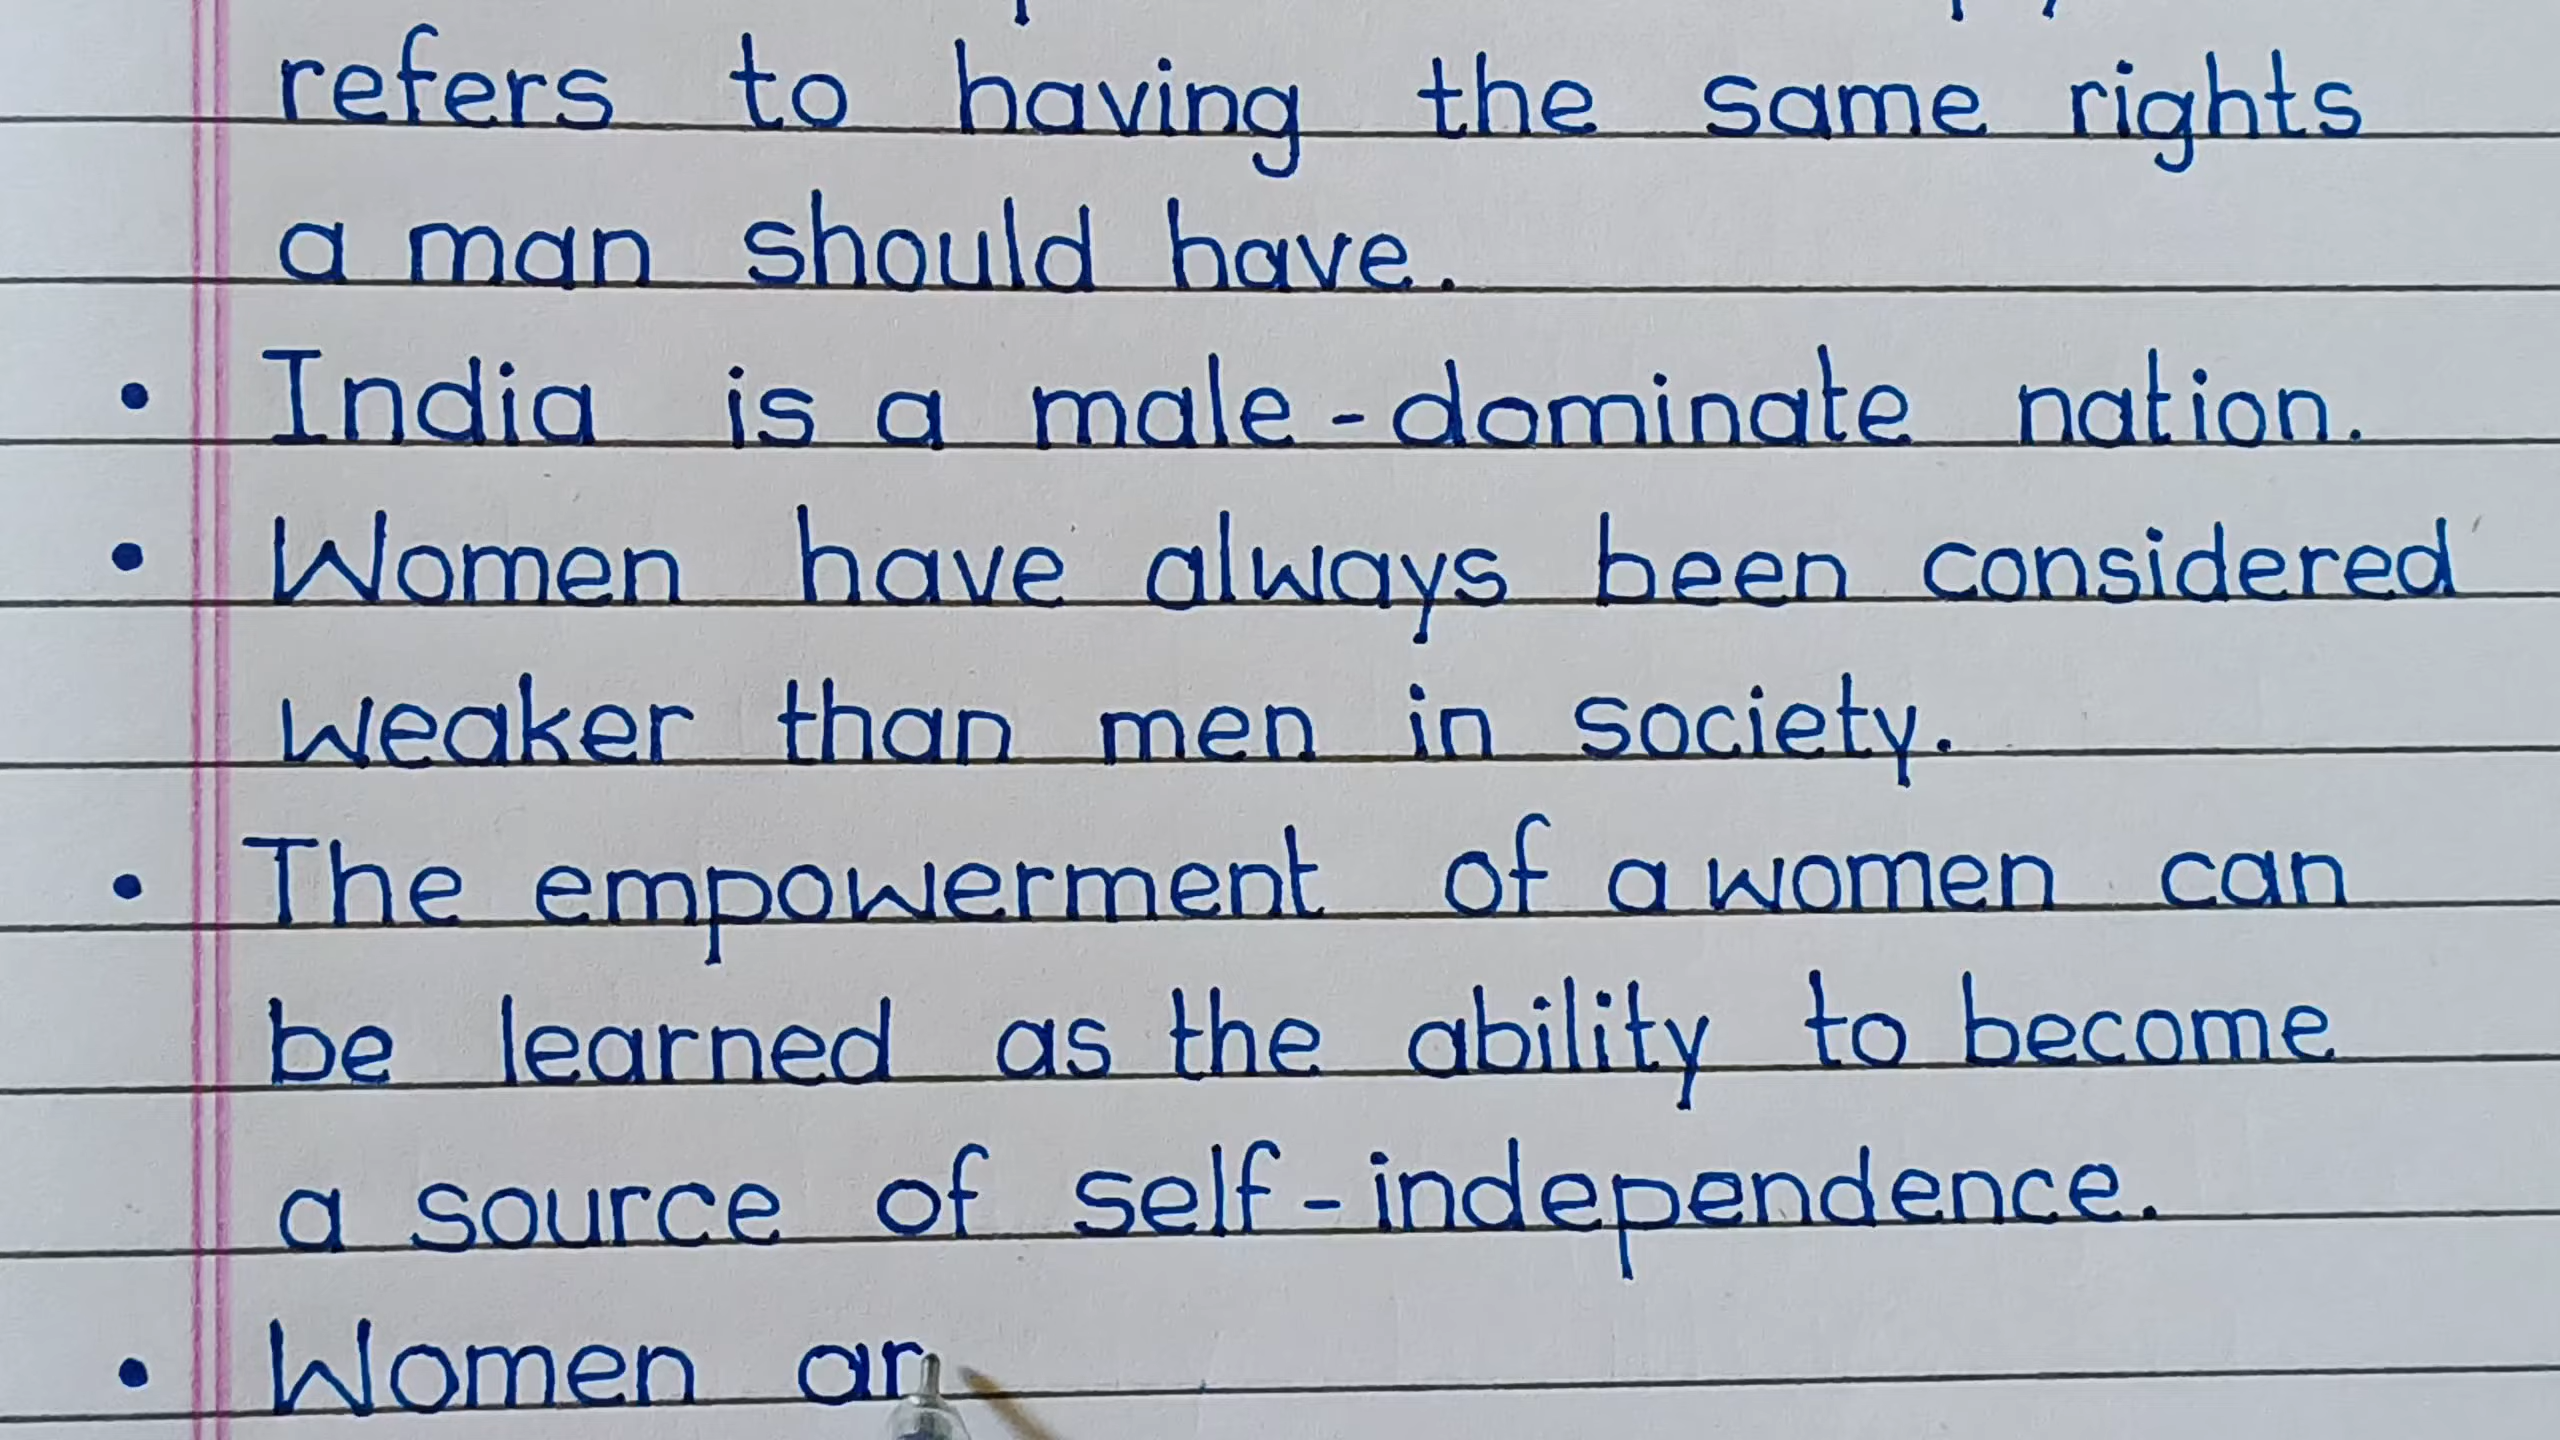 refers to having the same rights
a man should have.
• India is a male-dominate nation.
• Women have always been considered
weaker than men in society.
• The empowerment of a women can
be learned as the ability to become
a source of self-independence.
• Women ar